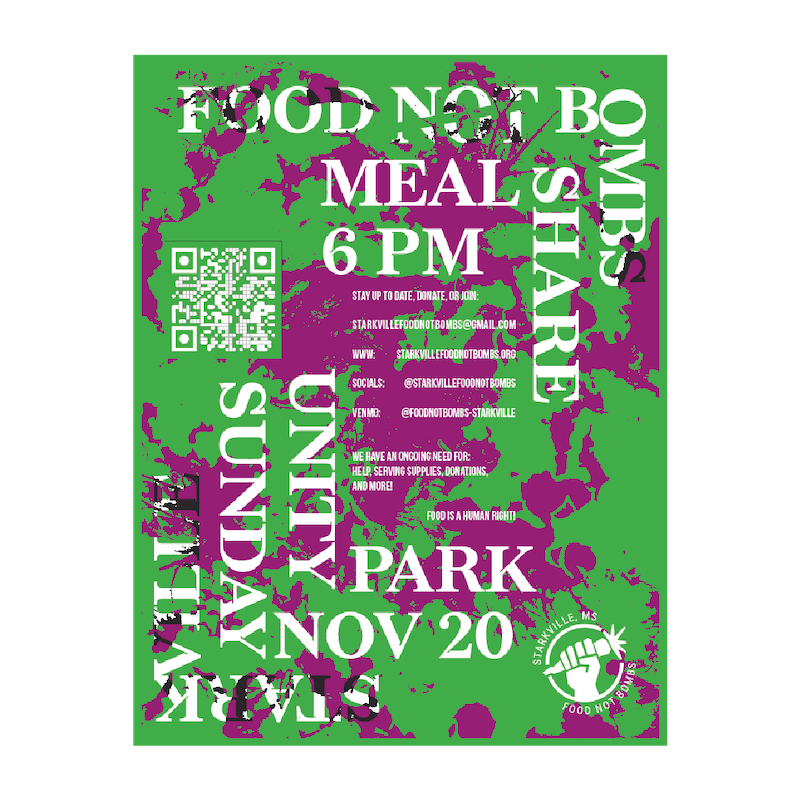 FOOD NOT BOMBS
MEAL SHARE
6 PM
STAY UP TO DATE, DONATE, OR JOIN:
STARKVILLEFOODNOTBOMBS@GMAIL.COM
WWW: STARKVILLEFOODNOTBOMBS.ORG
SOCIALS: @STARKVILLEFOODNOTBOMBS
VENMO: @FOODNOTBOMBS-STARKVILLE
WE HAVE AN ONGOING NEED FOR:
HELP, SERVING SUPPLIES, DONATIONS,
AND MORE!
FOOD IS A HUMAN RIGHT!
UNITY PARK
SUNDAY NOV 20
STARKVILLE
STARKVILLE, MS
FOOD NOT BOMBS